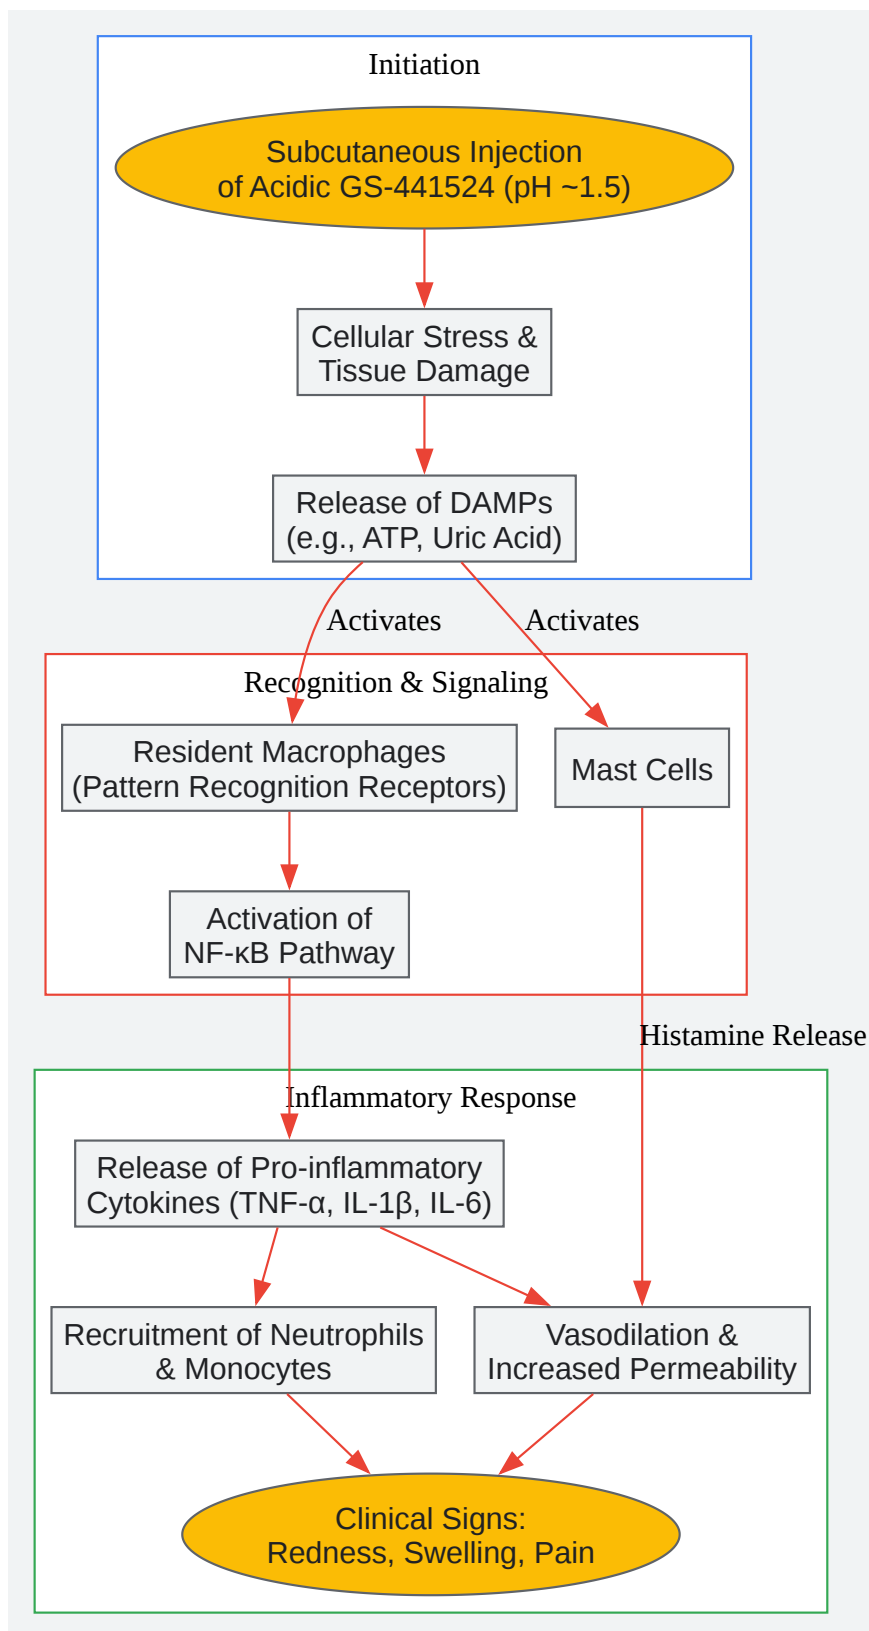 Initiation
Subcutaneous Injection
of Acidic GS-441524 (pH ~1.5)
Cellular Stress &
Tissue Damage
Release of DAMPs
(e.g., ATP, Uric Acid)
Activates
Activates
Recognition & Signaling
Resident Macrophages
(Pattern Recognition Receptors)
Mast Cells
Activation of
NF-κB Pathway
Histamine Release
Inflammatory Response
Release of Pro-inflammatory
Cytokines (TNF-α, IL-1β, IL-6)
Recruitment of Neutrophils
& Monocytes
Vasodilation &
Increased Permeability
Clinical Signs:
Redness, Swelling, Pain